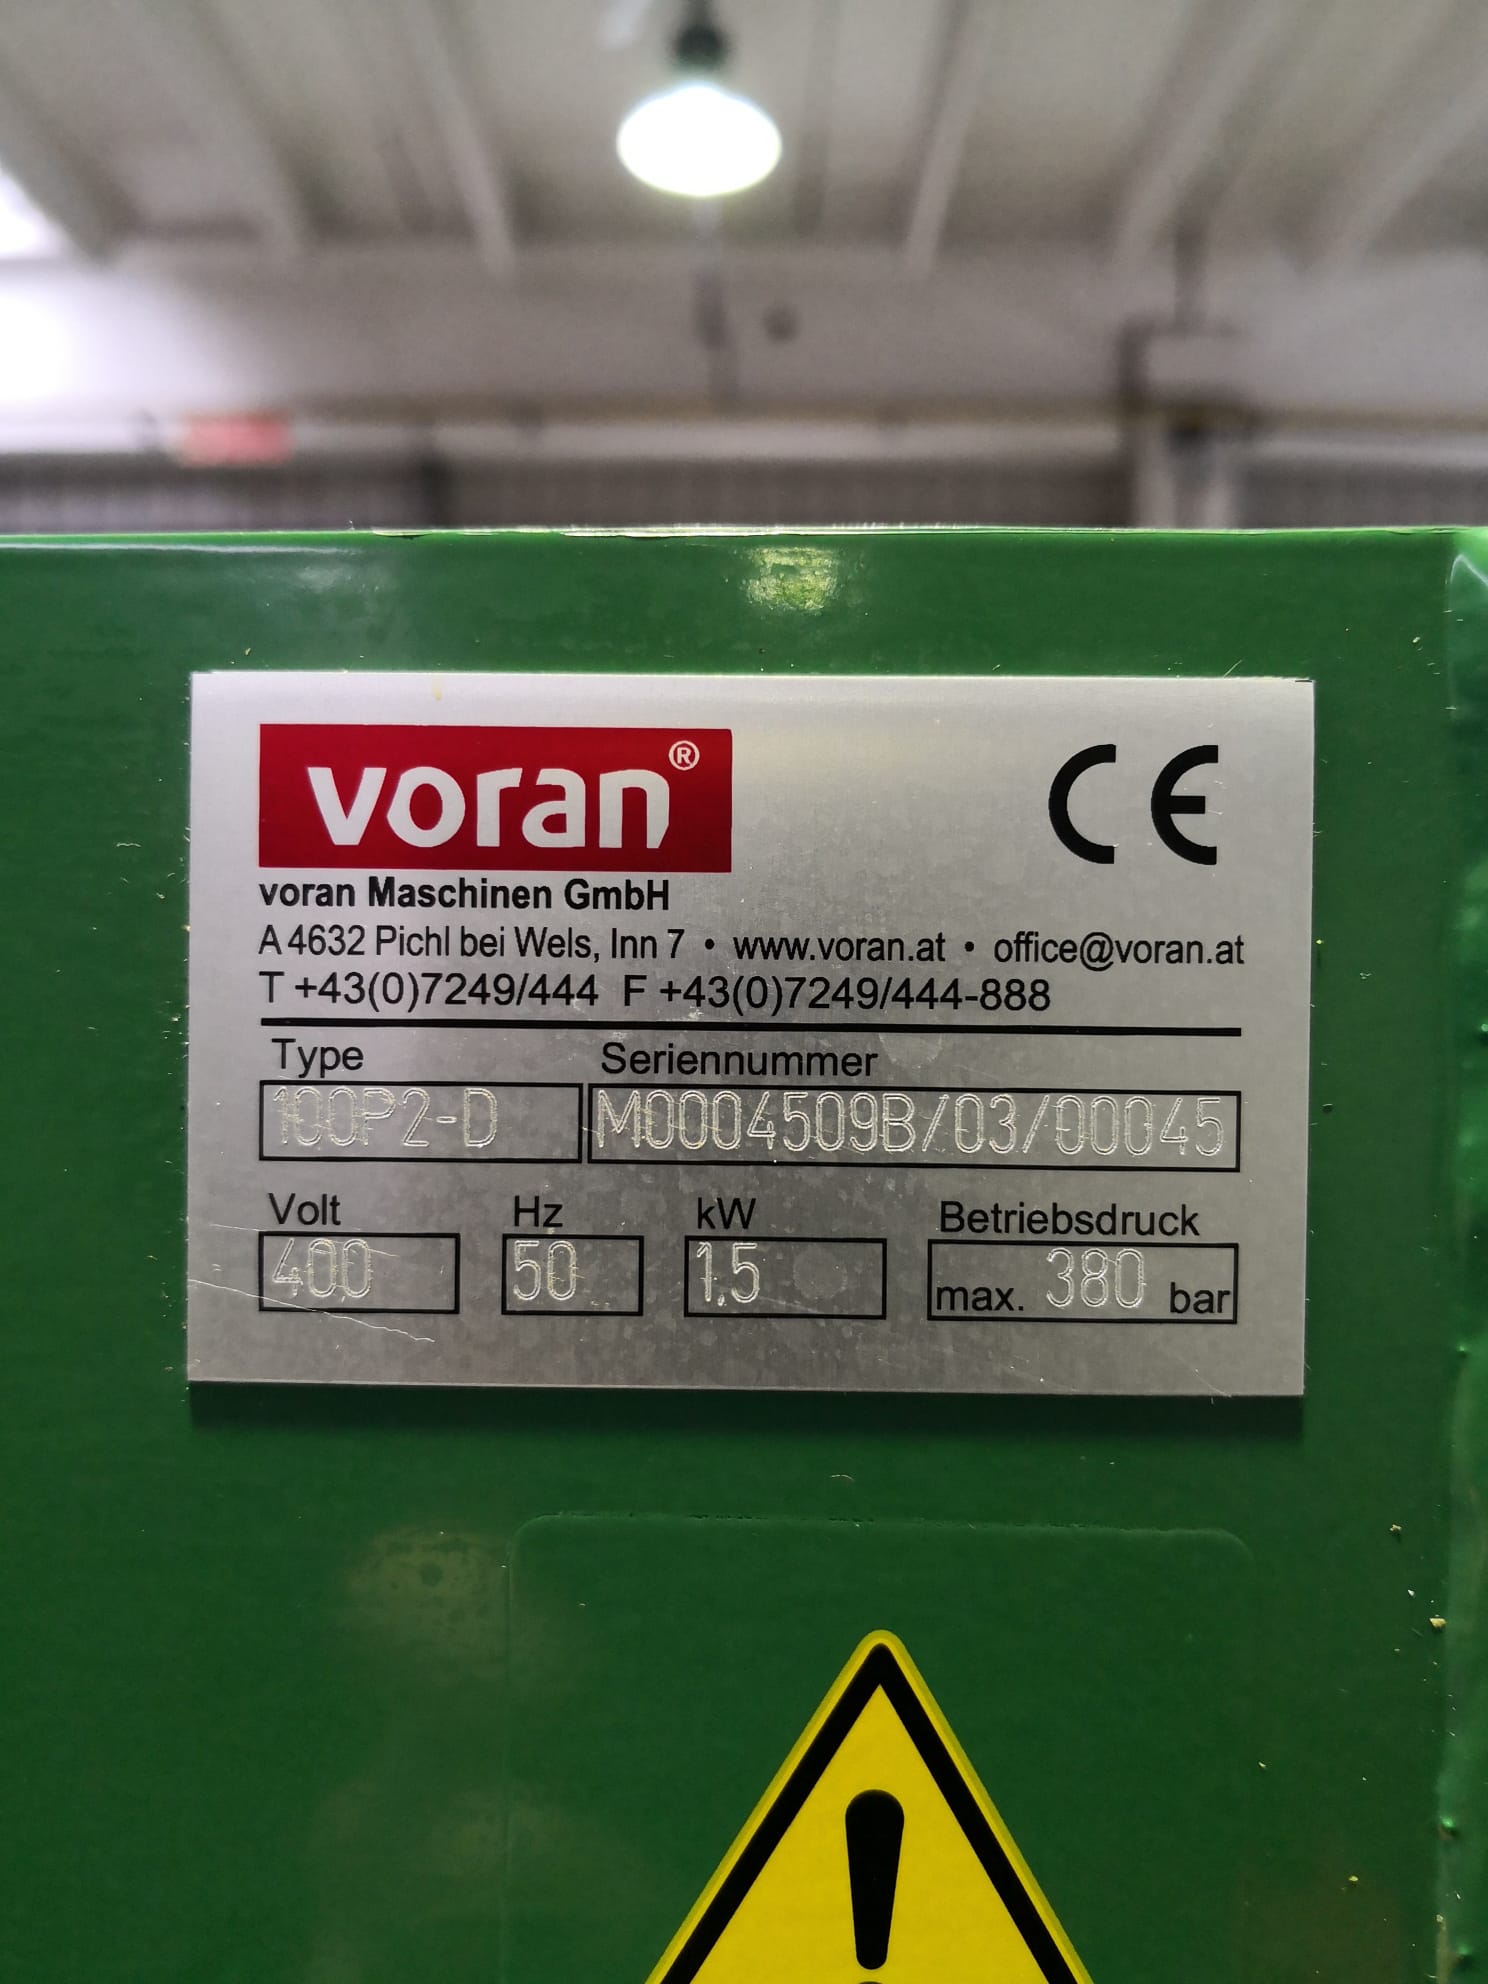 voran®
CE
voran Maschinen GmbH
A 4632 Pichl bei Wels, Inn 7 • www.voran.at • office@voran.at
T +43(0)7249/444 F +43(0)7249/444-888
Type Seriennummer
100P2-D M0004509B/03/00045
Volt Hz kW Betriebsdruck
400 50 1,5 max. 380 bar
!